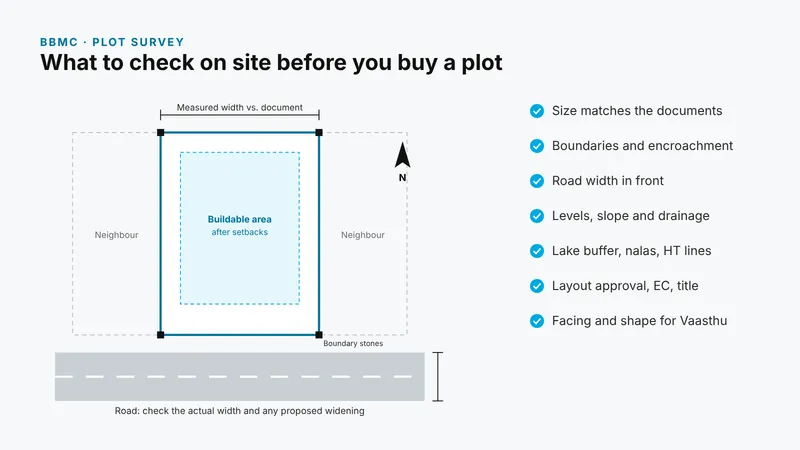 BBMC · PLOT SURVEY
What to check on site before you buy a plot
Measured width vs. document
N
Neighbour
Buildable area
after setbacks
Neighbour
Boundary stones
Road: check the actual width and any proposed widening
Size matches the documents
Boundaries and encroachment
Road width in front
Levels, slope and drainage
Lake buffer, nalas, HT lines
Layout approval, EC, title
Facing and shape for Vaasthu